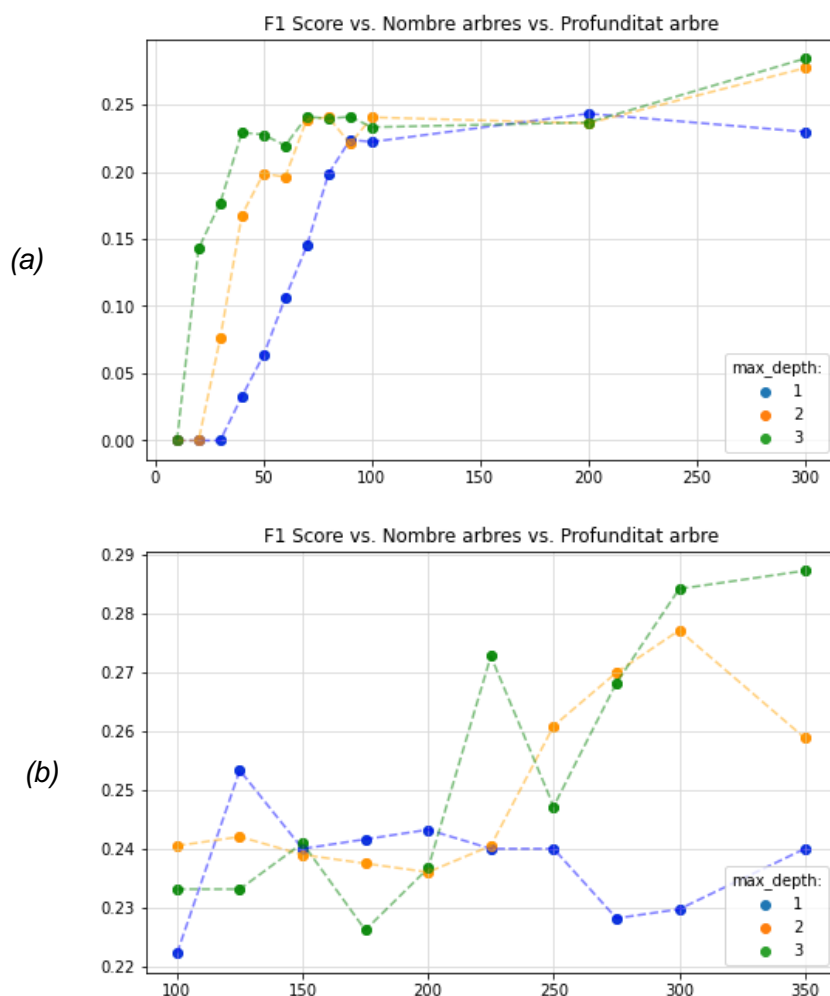 F1 Score vs. Nombre arbres vs. Profunditat arbre
0.25
0.20
0.15
0.10
0.05
0.00
(a)
max_depth:
1
2
3
0 50 100 150 200 250 300
F1 Score vs. Nombre arbres vs. Profunditat arbre
0.29
0.28
0.27
0.26
0.25
0.24
0.23
0.22
(b)
max_depth:
1
2
3
100 150 200 250 300 350